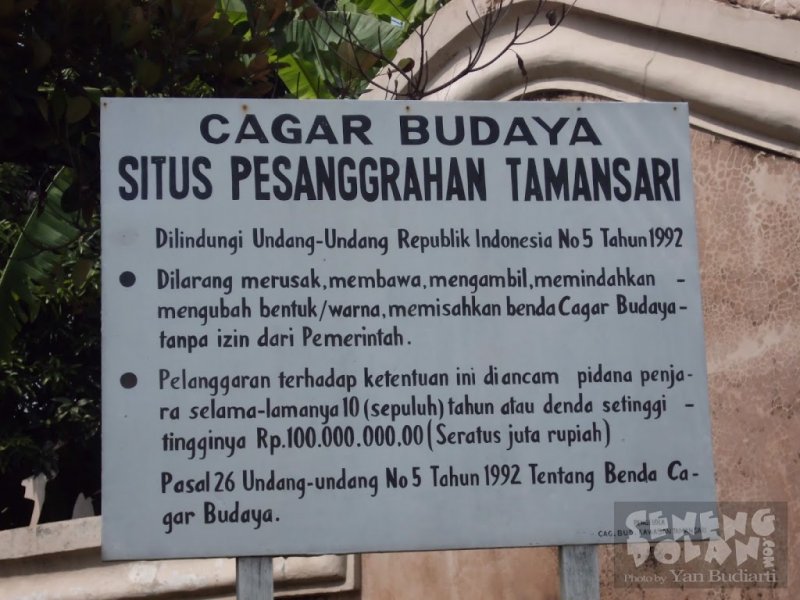 CAGAR BUDAYA
SITUS PESANGGRAHAN TAMANSARI
Dilindungi Undang-Undang Republik Indonesia No 5 Tahun 1992
● Dilarang merusak, membawa, mengambil, memindahkan -
mengubah bentuk/warna, memisahkan benda Cagar Budaya -
tanpa izin dari Pemerintah.
● Pelanggaran terhadap ketentuan ini diancam pidana penja-
ra selama-lamanya 10 (sepuluh) tahun atau denda setinggi -
tingginya Rp.100.000.000,00 (Seratus juta rupiah)
Pasal 26 Undang-undang No 5 Tahun 1992 Tentang Benda Ca-
gar Budaya.
CAG. BUD
SENENG
DOLAN.COM
Photo by Yan Budiarti